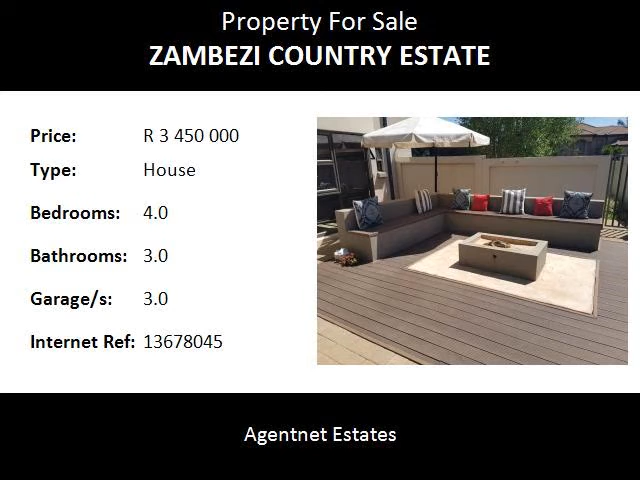 Property For Sale
ZAMBEZI COUNTRY ESTATE
Price: R 3 450 000
Type: House
Bedrooms: 4.0
Bathrooms: 3.0
Garage/s: 3.0
Internet Ref: 13678045
Agentnet Estates